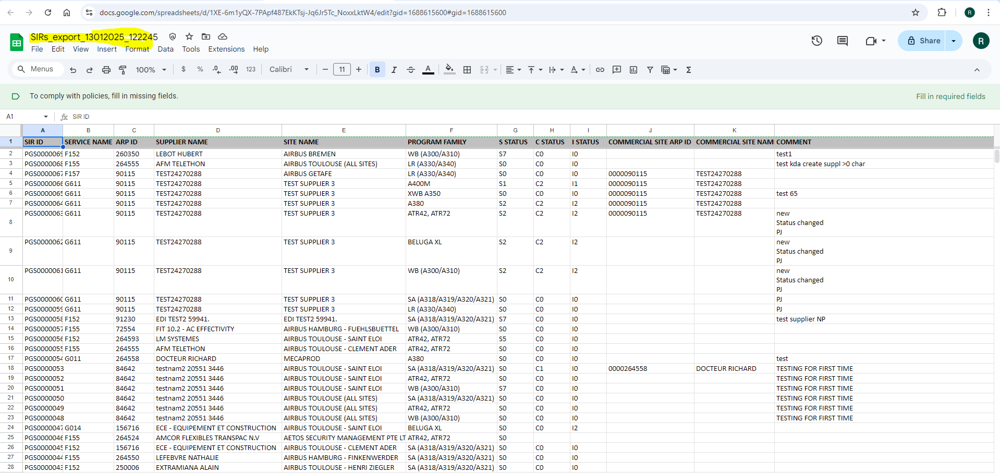 docs.google.com/spreadsheets/d/1XE-6m1yQX-7PApf487EkKTsj-Jq6Jr5Tc_NoxxLktW4/edit?gid=1688615600#gid=1688615600
R
SIRs_export_13012025_122245
Share
R
File Edit View Insert Format Data Tools Extensions Help
Menus 100% $ % .0 .00 123 Calibri 11 B I A
To comply with policies, fill in missing fields. Fill in required fields
A1 fx SIR ID
A B C D E F G H I J K
1 SIR ID SERVICE NAME ARP ID SUPPLIER NAME SITE NAME PROGRAM FAMILY S STATUS C STATUS I STATUS COMMERCIAL SITE ARP ID COMMERCIAL SITE NAM COMMENT
2 PGS0000069 F152 260350 LEBOT HUBERT AIRBUS BREMEN WB (A300/A310) S7 C0 I0 test1
3 PGS0000068 F155 264555 AFM TELETHON AIRBUS TOULOUSE (ALL SITES) LR (A330/A340) S0 C0 I0 test kda create suppl >0 char
4 PGS0000067 F157 90115 TEST24270288 AIRBUS GETAFE LR (A330/A340) S0 C0 I0 0000090115 TEST24270288
5 PGS0000066 G611 90115 TEST24270288 TEST SUPPLIER 3 A400M S1 C2 I1 0000090115 TEST24270288
6 PGS0000065 G611 90115 TEST24270288 TEST SUPPLIER 3 XWB A350 S0 C0 I0 0000090115 TEST24270288 test 65
7 PGS0000064 G611 90115 TEST24270288 TEST SUPPLIER 3 A380 S2 C2 I2 0000090115 TEST24270288
8 PGS0000063 G611 90115 TEST24270288 TEST SUPPLIER 3 ATR42, ATR72 S2 C2 I2 0000090115 TEST24270288 new
Status changed
PJ
9 PGS0000062 G611 90115 TEST24270288 TEST SUPPLIER 3 BELUGA XL S2 C2 I2 new
Status changed
PJ
10 PGS0000061 G611 90115 TEST24270288 TEST SUPPLIER 3 WB (A300/A310) S2 C2 I2 new
Status changed
PJ
11 PGS0000060 G611 90115 TEST24270288 TEST SUPPLIER 3 SA (A318/A319/A320/A321) S0 C0 I0 PJ
12 PGS0000059 G611 90115 TEST24270288 TEST SUPPLIER 3 LR (A330/A340) S0 C0 I0 PJ
13 PGS0000058 F152 91230 EDI TEST2 59941. EDI TEST2 59941. SA (A318/A319/A320/A321) S7 C0 I0 test supplier NP
14 PGS0000057 F155 72554 FIT 10.2 - AC EFFECTIVITY AIRBUS HAMBURG - FUEHLSBUETTEL WB (A300/A310) S0 C0 I0
15 PGS0000056 F152 264593 LM SYSTEMES AIRBUS TOULOUSE - SAINT ELOI ATR42, ATR72 S5 C0 I0
16 PGS0000055 F155 264555 AFM TELETHON AIRBUS TOULOUSE - CLEMENT ADER ATR42, ATR72 S0 C0 I0
17 PGS0000054 G011 264558 DOCTEUR RICHARD MECAPROD A380 S0 C0 I0 test
18 PGS0000053 84642 testnam2 20551 3446 AIRBUS TOULOUSE - SAINT ELOI SA (A318/A319/A320/A321) S0 C1 I0 0000264558 DOCTEUR RICHARD TESTING FOR FIRST TIME
19 PGS0000052 84642 testnam2 20551 3446 AIRBUS TOULOUSE - SAINT ELOI ATR42, ATR72 S0 C0 I0 TESTING FOR FIRST TIME
20 PGS0000051 84642 testnam2 20551 3446 AIRBUS TOULOUSE - SAINT ELOI WB (A300/A310) S7 C0 I0 TESTING FOR FIRST TIME
21 PGS0000050 84642 testnam2 20551 3446 AIRBUS TOULOUSE (ALL SITES) SA (A318/A319/A320/A321) S0 C0 I0 TESTING FOR FIRST TIME
22 PGS0000049 84642 testnam2 20551 3446 AIRBUS TOULOUSE (ALL SITES) ATR42, ATR72 S0 C0 I0 TESTING FOR FIRST TIME
23 PGS0000048 84642 testnam2 20551 3446 AIRBUS TOULOUSE (ALL SITES) WB (A300/A310) S0 C0 I0 TESTING FOR FIRST TIME
24 PGS0000047 G014 156716 ECE - EQUIPEMENT ET CONSTRUCTION AIRBUS TOULOUSE - SAINT ELOI BELUGA XL S0 C0 I2
25 PGS0000046 F155 264524 AMCOR FLEXIBLES TRANSPAC N.V AETOS SECURITY MANAGEMENT PTE LT ATR42, ATR72 S0
26 PGS0000045 F152 156716 ECE - EQUIPEMENT ET CONSTRUCTION AIRBUS TOULOUSE - CLEMENT ADER SA (A318/A319/A320/A321) S0 C0 I0
27 PGS0000044 F155 264550 LEFEBVRE NATHALIE AIRBUS HAMBURG - FINKENWERDER SA (A318/A319/A320/A321) S0 C0 I0
28 PGS0000043 F152 250006 EXTRAMIANA ALAIN AIRBUS TOULOUSE - HENRI ZIEGLER SA (A318/A319/A320/A321) S0 C0 I0